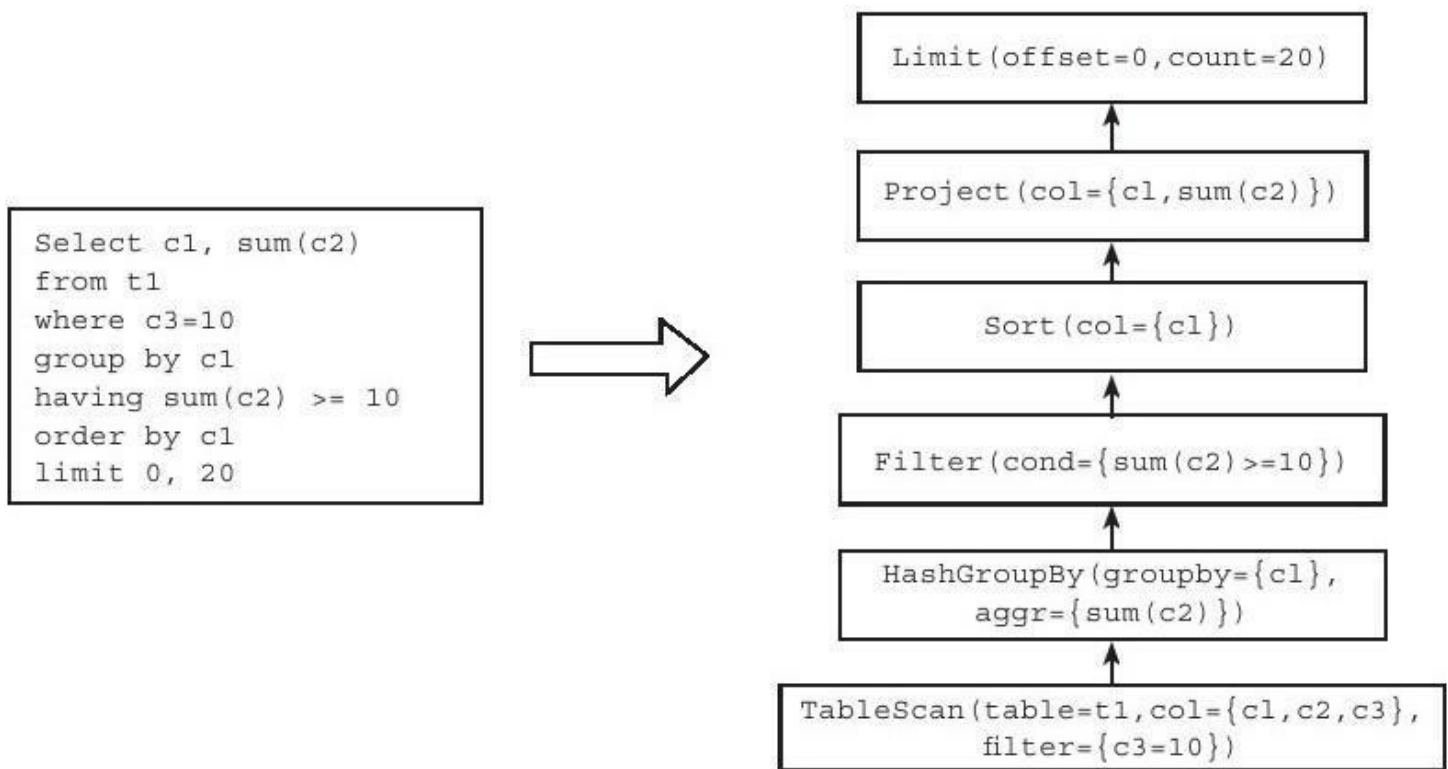 Select c1, sum(c2)
from t1
where c3=10
group by c1
having sum(c2) >= 10
order by c1
limit 0, 20
Limit(offset=0,count=20)
Project(col={c1,sum(c2)})
Sort(col={c1})
Filter(cond={sum(c2)>=10})
HashGroupBy(groupby={c1},
aggr={sum(c2)})
TableScan(table=t1,col={c1,c2,c3},
filter={c3=10})